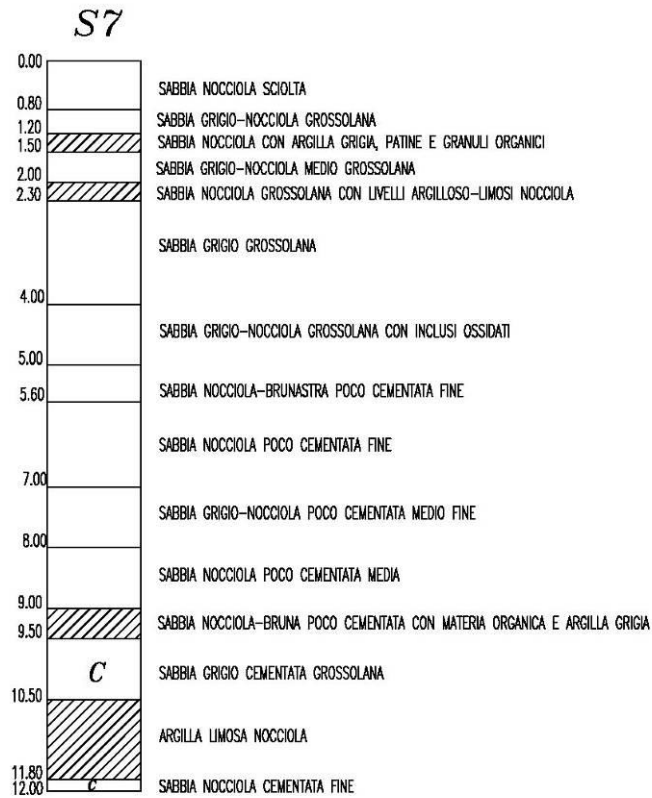 S7
0.00
SABBIA NOCCIOLA SCIOLTA
0.80
SABBIA GRIGIO-NOCCIOLA GROSSOLANA
1.20
SABBIA NOCCIOLA CON ARGILLA GRIGIA, PATINE E GRANULI ORGANICI
1.50
SABBIA GRIGIO-NOCCIOLA MEDIO GROSSOLANA
2.00
SABBIA NOCCIOLA GROSSOLANA CON LIVELLI ARGILLOSO-LIMOSI NOCCIOLA
2.30
SABBIA GRIGIO GROSSOLANA
4.00
SABBIA GRIGIO-NOCCIOLA GROSSOLANA CON INCLUSI OSSIDATI
5.00
SABBIA NOCCIOLA-BRUNASTRA POCO CEMENTATA FINE
5.60
SABBIA NOCCIOLA POCO CEMENTATA FINE
7.00
SABBIA GRIGIO-NOCCIOLA POCO CEMENTATA MEDIO FINE
8.00
SABBIA NOCCIOLA POCO CEMENTATA MEDIA
9.00
SABBIA NOCCIOLA-BRUNA POCO CEMENTATA CON MATERIA ORGANICA E ARGILLA GRIGIA
9.50
C SABBIA GRIGIO CEMENTATA GROSSOLANA
10.50
ARGILLA LIMOSA NOCCIOLA
11.80
C SABBIA NOCCIOLA CEMENTATA FINE
12.00